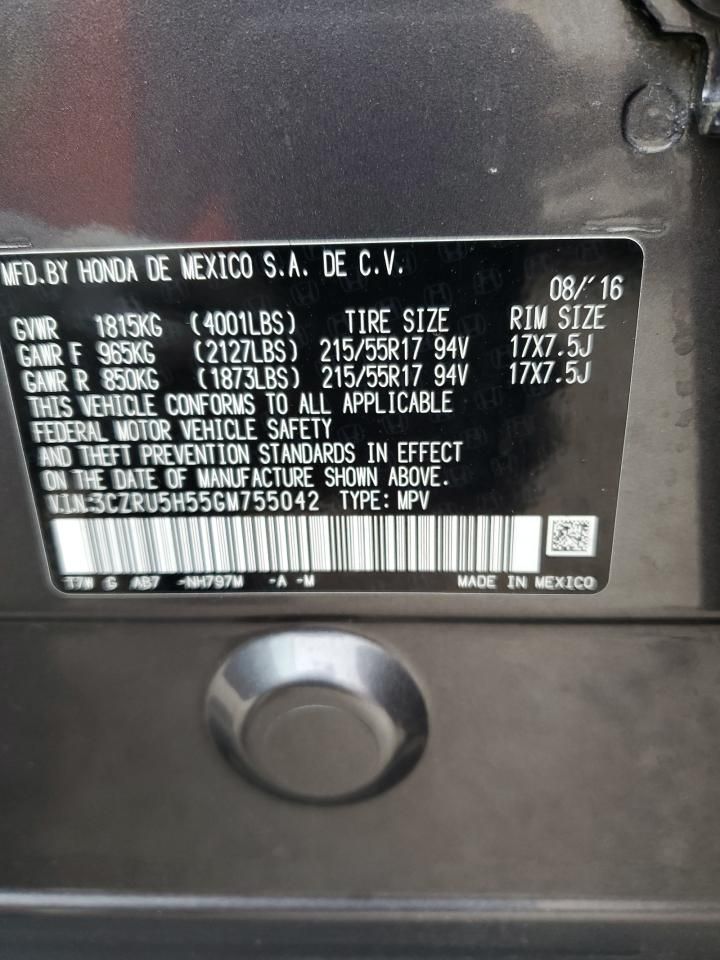 MFD.BY HONDA DE MEXICO S.A. DE C.V.
08/'16
GVWR 1815KG (4001LBS) TIRE SIZE RIM SIZE
GAWR F 965KG (2127LBS) 215/55R17 94V 17X7.5J
GAWR R 850KG (1873LBS) 215/55R17 94V 17X7.5J
THIS VEHICLE CONFORMS TO ALL APPLICABLE
FEDERAL MOTOR VEHICLE SAFETY
AND THEFT PREVENTION STANDARDS IN EFFECT
ON THE DATE OF MANUFACTURE SHOWN ABOVE.
V.I.N: 3CZRU5H55GM755042 TYPE: MPV
T7W G AB7 -NH797M -A -M MADE IN MEXICO